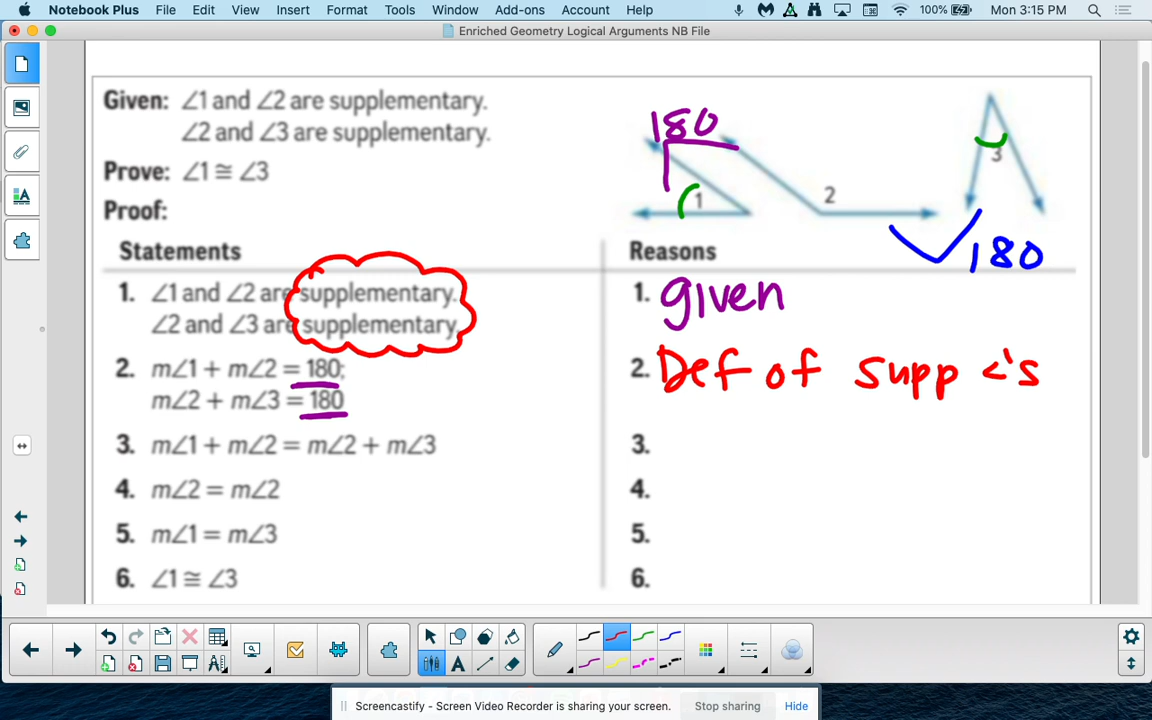 Notebook Plus File Edit View Insert Format Tools Window Add-ons Account Help 100% Mon 3:15 PM
Enriched Geometry Logical Arguments NB File
Given: ∠1 and ∠2 are supplementary.
∠2 and ∠3 are supplementary.
Prove: ∠1 ≅ ∠3
Proof:
180
1
2
3
180
Statements Reasons
1. ∠1 and ∠2 are supplementary. 1. given
∠2 and ∠3 are supplementary.
2. m∠1 + m∠2 = 180; 2. Def of supp <'s
m∠2 + m∠3 = 180
3. m∠1 + m∠2 = m∠2 + m∠3 3.
4. m∠2 = m∠2 4.
5. m∠1 = m∠3 5.
6. ∠1 ≅ ∠3 6.
A
Screencastify - Screen Video Recorder is sharing your screen. Stop sharing Hide